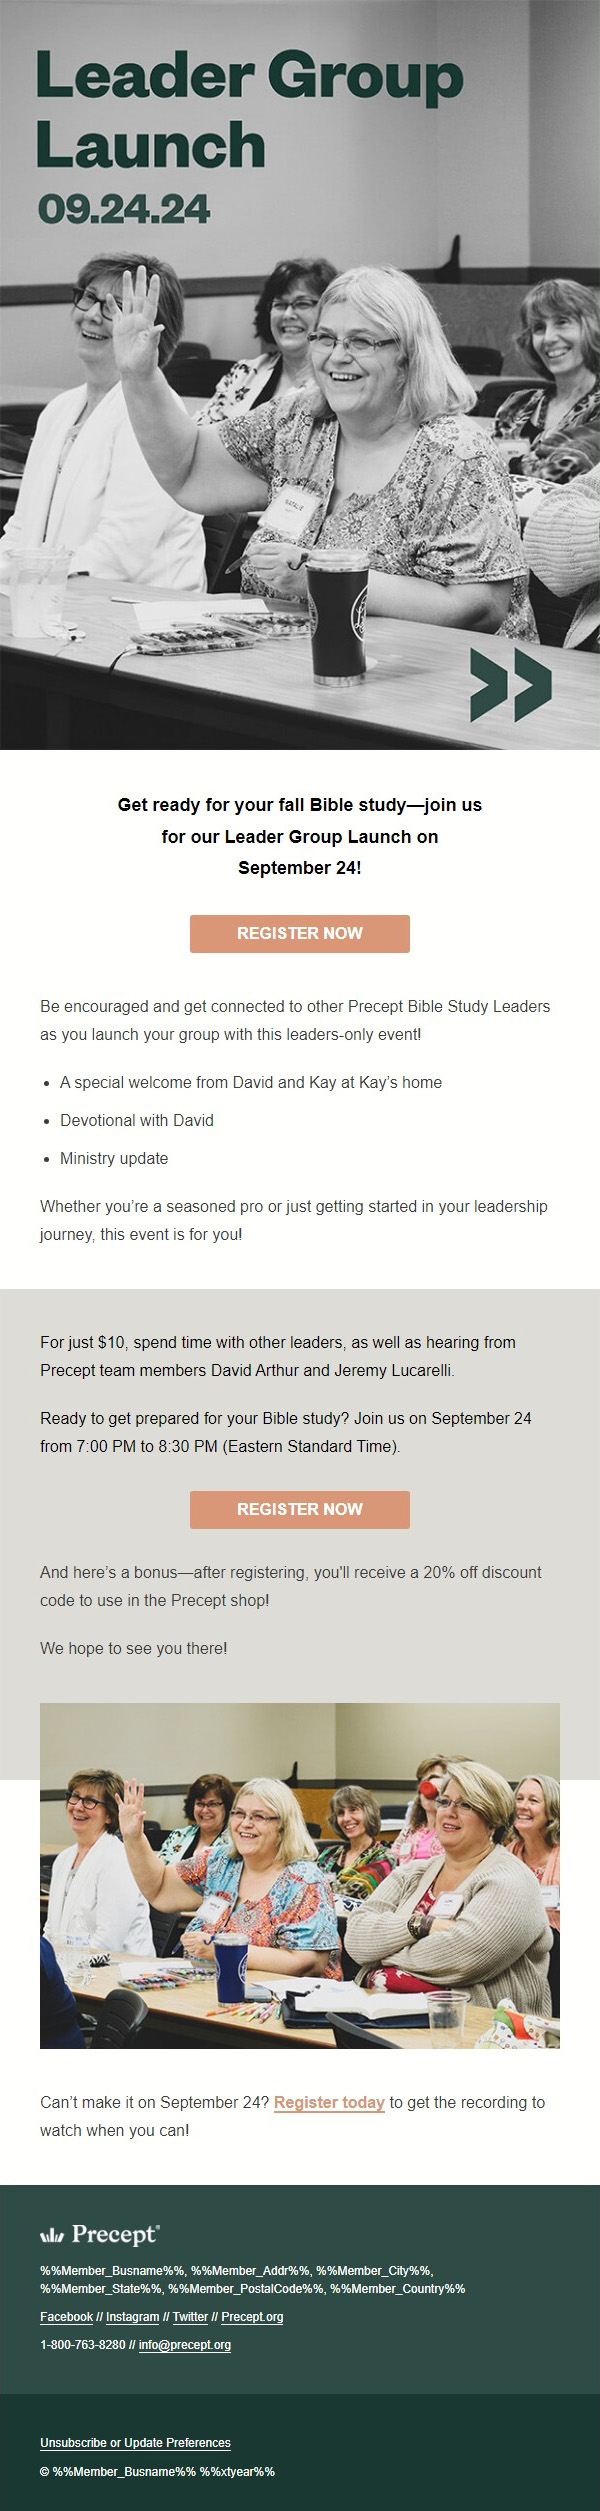 Leader Group
Launch
09.24.24
NATALIE
Get ready for your fall Bible study—join us
for our Leader Group Launch on
September 24!
REGISTER NOW
Be encouraged and get connected to other Precept Bible Study Leaders
as you launch your group with this leaders-only event!
• A special welcome from David and Kay at Kay’s home
• Devotional with David
• Ministry update
Whether you’re a seasoned pro or just getting started in your leadership
journey, this event is for you!
For just $10, spend time with other leaders, as well as hearing from
Precept team members David Arthur and Jeremy Lucarelli.
Ready to get prepared for your Bible study? Join us on September 24
from 7:00 PM to 8:30 PM (Eastern Standard Time).
REGISTER NOW
And here’s a bonus—after registering, you'll receive a 20% off discount
code to use in the Precept shop!
We hope to see you there!
Can’t make it on September 24? Register today to get the recording to
watch when you can!
Precept®
%%Member_Busname%%, %%Member_Addr%%, %%Member_City%%,
%%Member_State%%, %%Member_PostalCode%%, %%Member_Country%%
Facebook // Instagram // Twitter // Precept.org
1-800-763-8280 // info@precept.org
Unsubscribe or Update Preferences
© %%Member_Busname%% %%xtyear%%